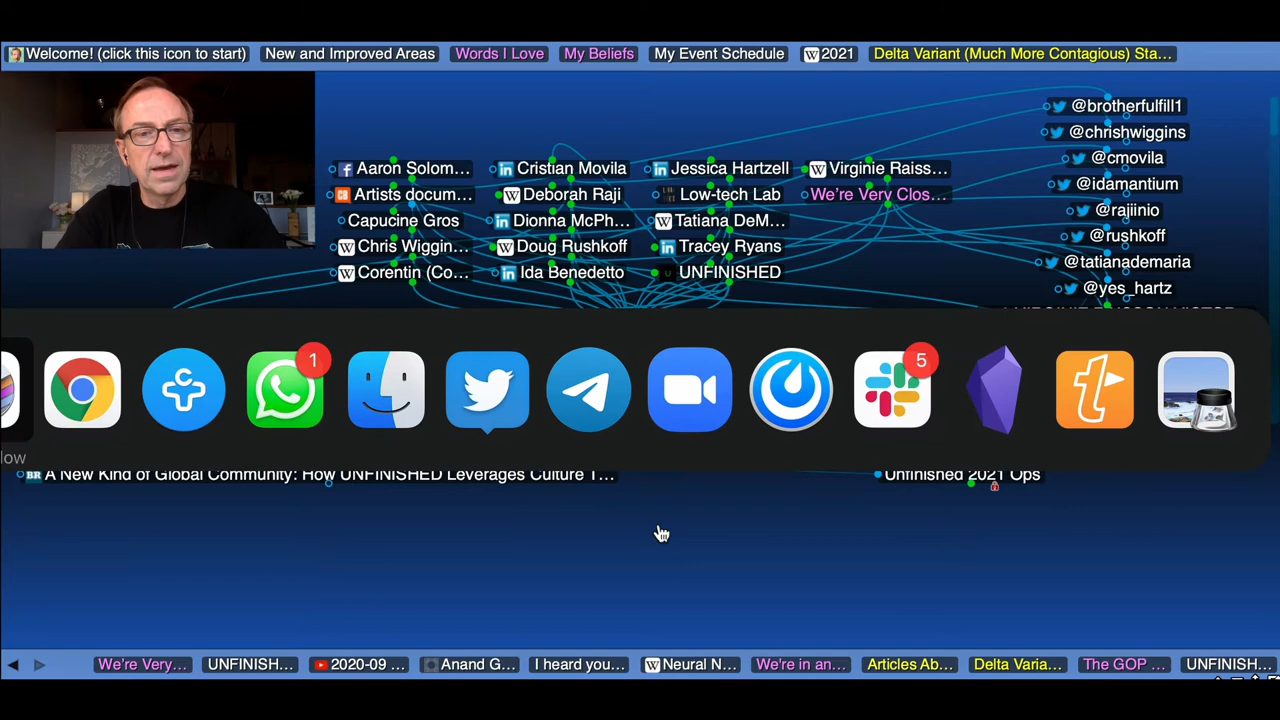 Welcome! (click this icon to start) New and Improved Areas Words I Love My Beliefs My Event Schedule 2021 Delta Variant (Much More Contagious) Sta...
@brotherfulfill1
@chrishwiggins
@cmovila
@idamantium
@rajiinio
@rushkoff
@tatianademaria
@yes_hartz
Aaron Solom... Cristian Movila Jessica Hartzell Virginie Raiss...
Artists docum... Deborah Raji Low-tech Lab We're Very Clos...
Capucine Gros Dionna McPh... Tatiana DeM...
Chris Wiggin... Doug Rushkoff Tracey Ryans
Corentin (Co... Ida Benedetto UNFINISHED
1
5
low
A New Kind of Global Community: How UNFINISHED Leverages Culture T... Unfinished 2021 Ops
We're Very... UNFINISH... 2020-09 ... Anand G... I heard you... Neural N... We're in an... Articles Ab... Delta Varia... The GOP ... UNFINISH...